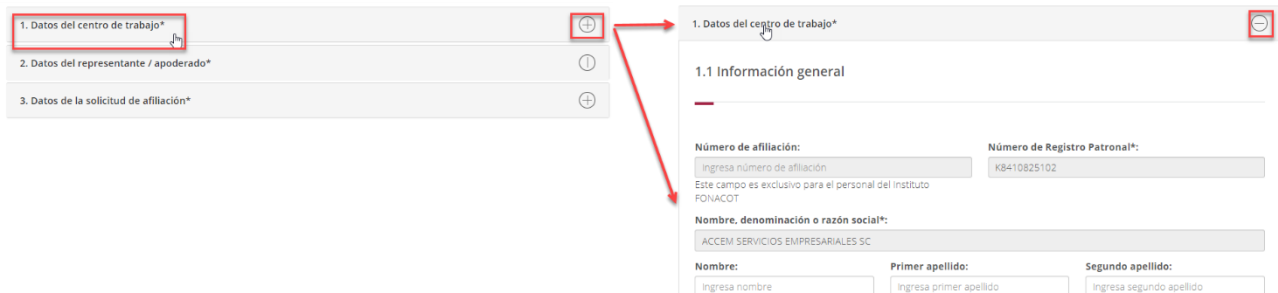 1. Datos del centro de trabajo*
2. Datos del representante / apoderado*
3. Datos de la solicitud de afiliación*
1. Datos del centro de trabajo*
1.1 Información general
Número de afiliación:
Número de Registro Patronal*:
ingresa número de afiliación
K8410825102
Este campo es exclusivo para el personal del Instituto
FONACOT
Nombre, denominación o razón social*:
ACCEM SERVICIOS EMPRESARIALES SC
Nombre:
Primer apellido:
Segundo apellido:
ingresa nombre
ingresa primer apellido
ingresa segundo apellido